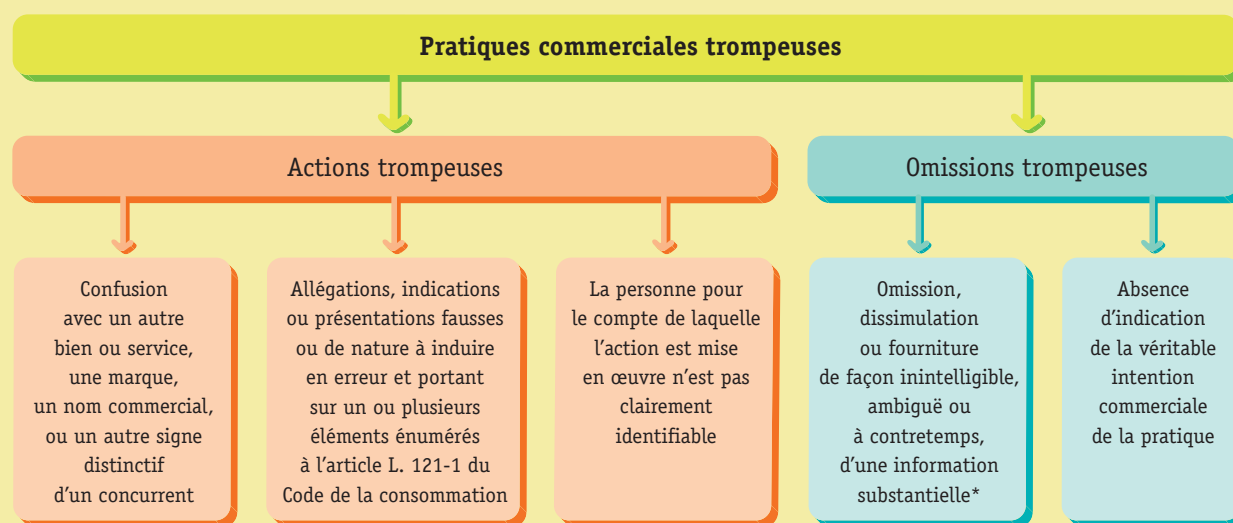 Pratiques commerciales trompeuses
Actions trompeuses
Omissions trompeuses
Confusion
avec un autre
bien ou service,
une marque,
un nom commercial,
ou un autre signe
distinctif
d'un concurrent
Allégations, indications
ou présentations fausses
ou de nature à induire
en erreur et portant
sur un ou plusieurs
éléments énumérés
à l'article L. 121-1 du
Code de la consommation
La personne pour
le compte de laquelle
l'action est mise
en œuvre n'est pas
clairement
identifiable
Omission,
dissimulation
ou fourniture
de façon inintelligible,
ambiguë ou
à contretemps,
d'une information
substantielle*
Absence
d'indication
de la véritable
intention
commerciale
de la pratique